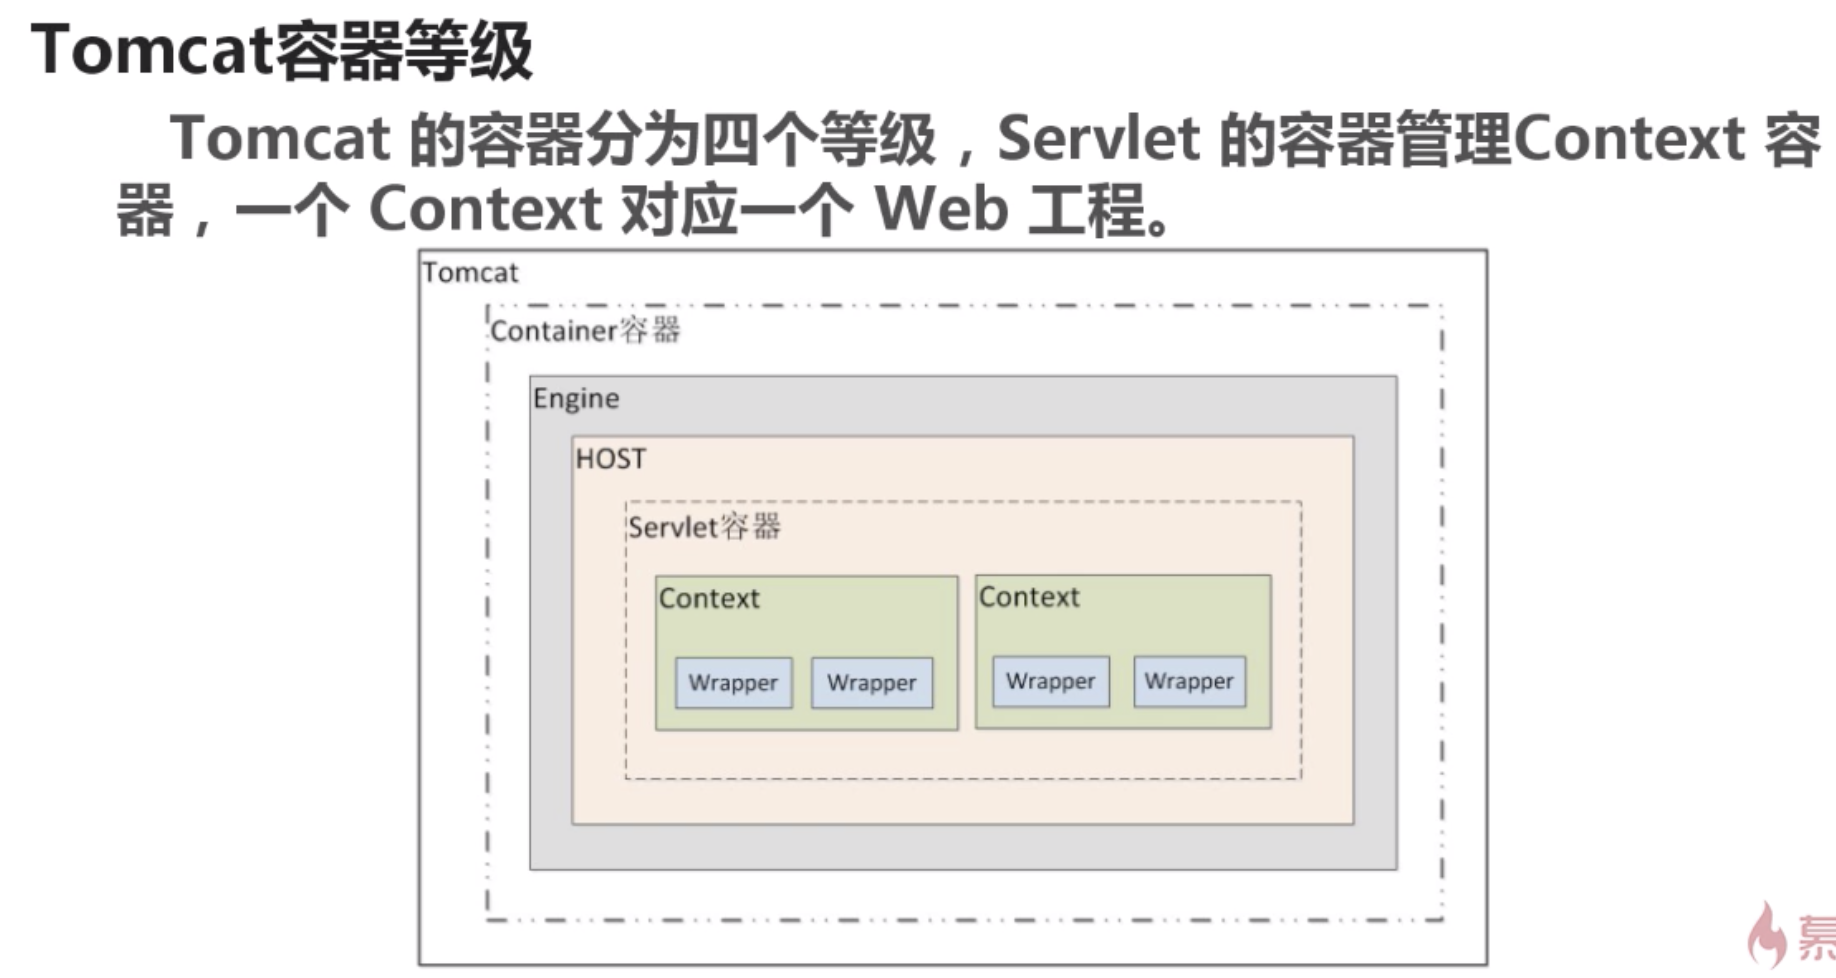 Tomcat容器等级
Tomcat 的容器分为四个等级，Servlet 的容器管理Context 容
器，一个 Context 对应一个 Web 工程。
Tomcat
Container容器
Engine
HOST
Servlet容器
Context Context
Wrapper Wrapper Wrapper Wrapper
慕